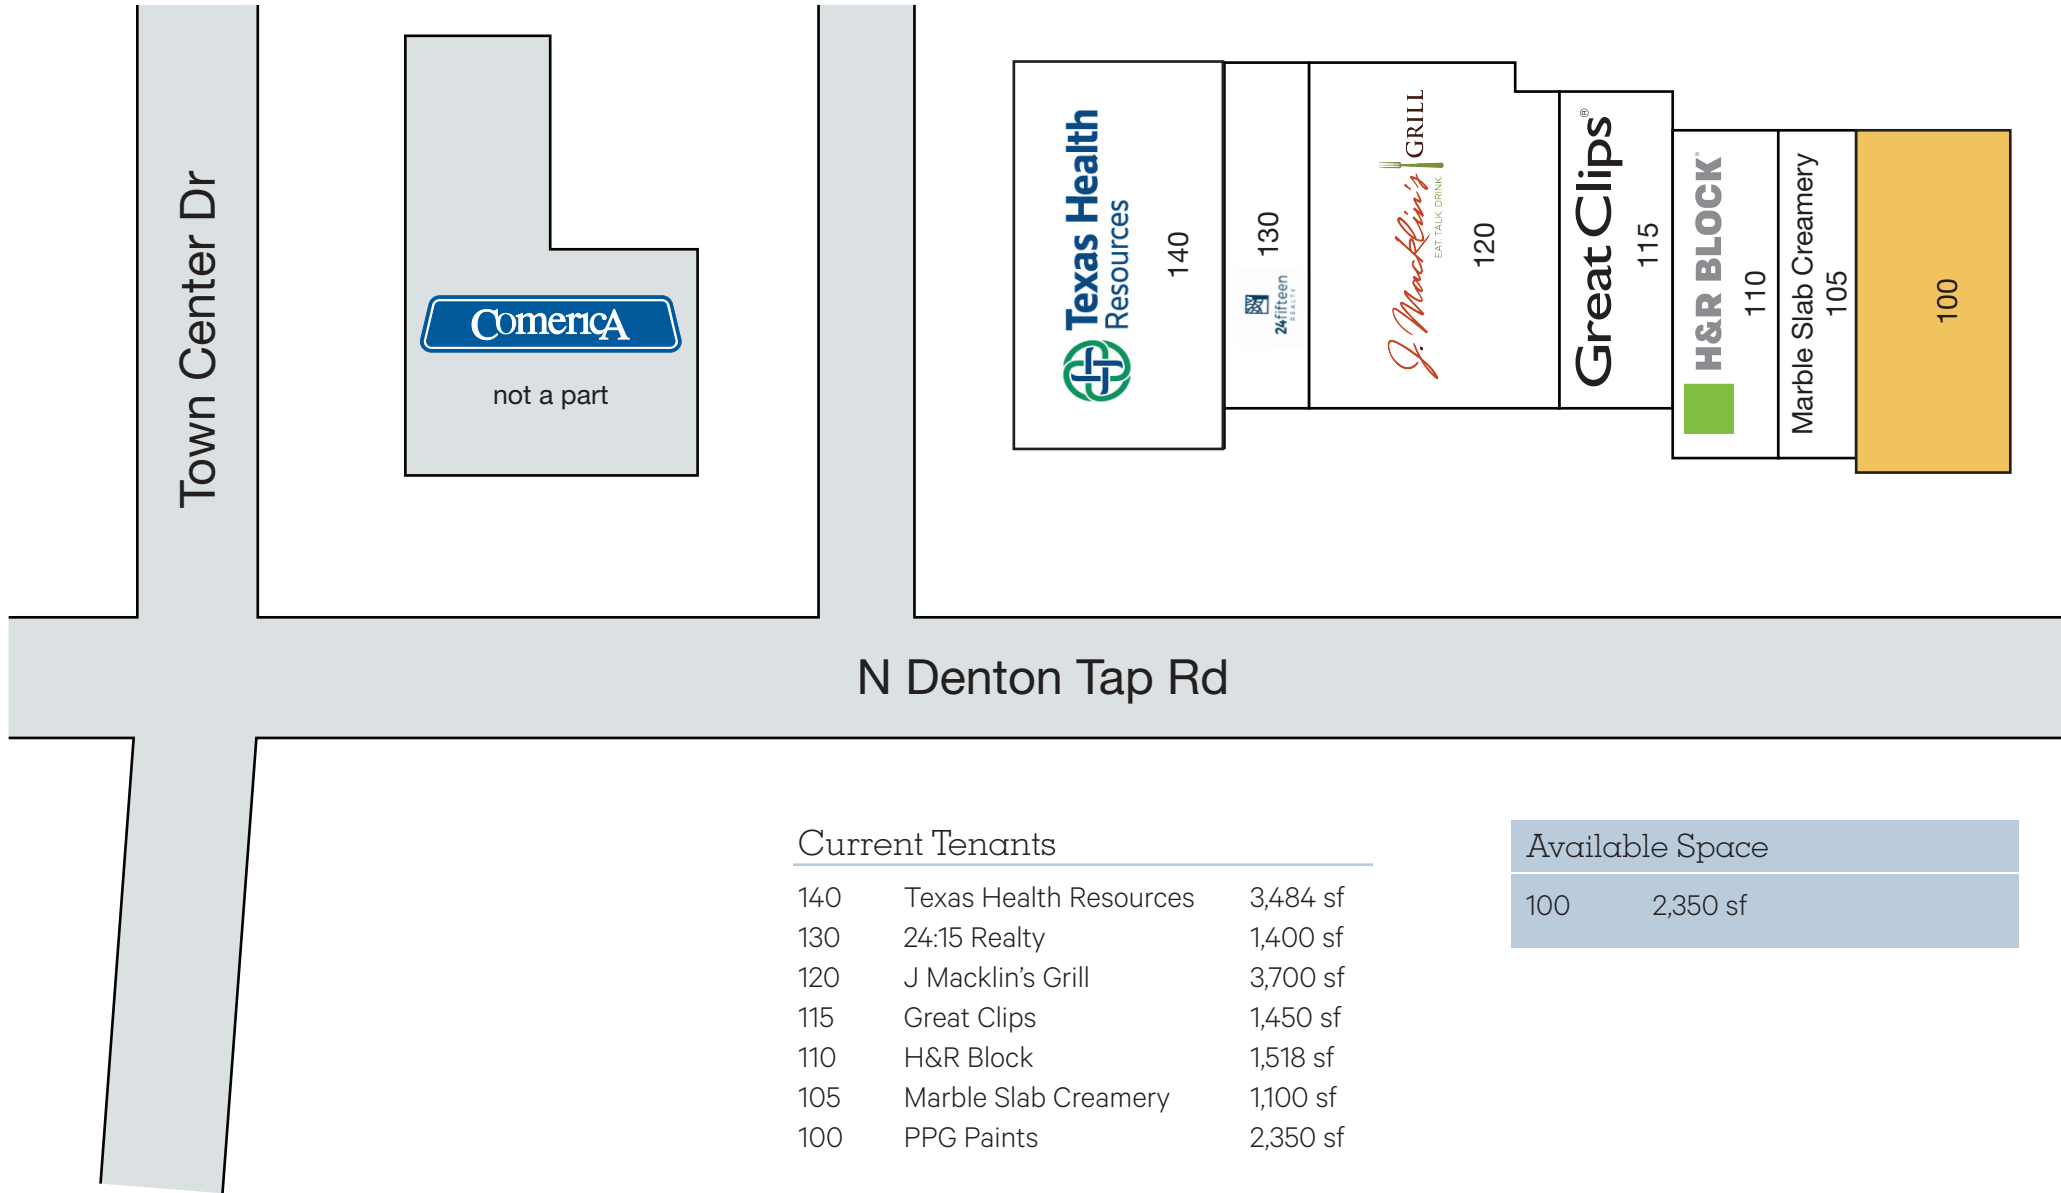 Town Center Dr
ComericA
not a part
Texas Health
Resources
140
130
24fifteen
REALTY
J. Macklin's GRILL
EAT. TALK. DRINK.
120
Great Clips®
115
H&R BLOCK®
110
Marble Slab Creamery
105
100
N Denton Tap Rd
Current Tenants
140 Texas Health Resources 3,484 sf
130 24:15 Realty 1,400 sf
120 J Macklin’s Grill 3,700 sf
115 Great Clips 1,450 sf
110 H&R Block 1,518 sf
105 Marble Slab Creamery 1,100 sf
100 PPG Paints 2,350 sf
Available Space
100 2,350 sf